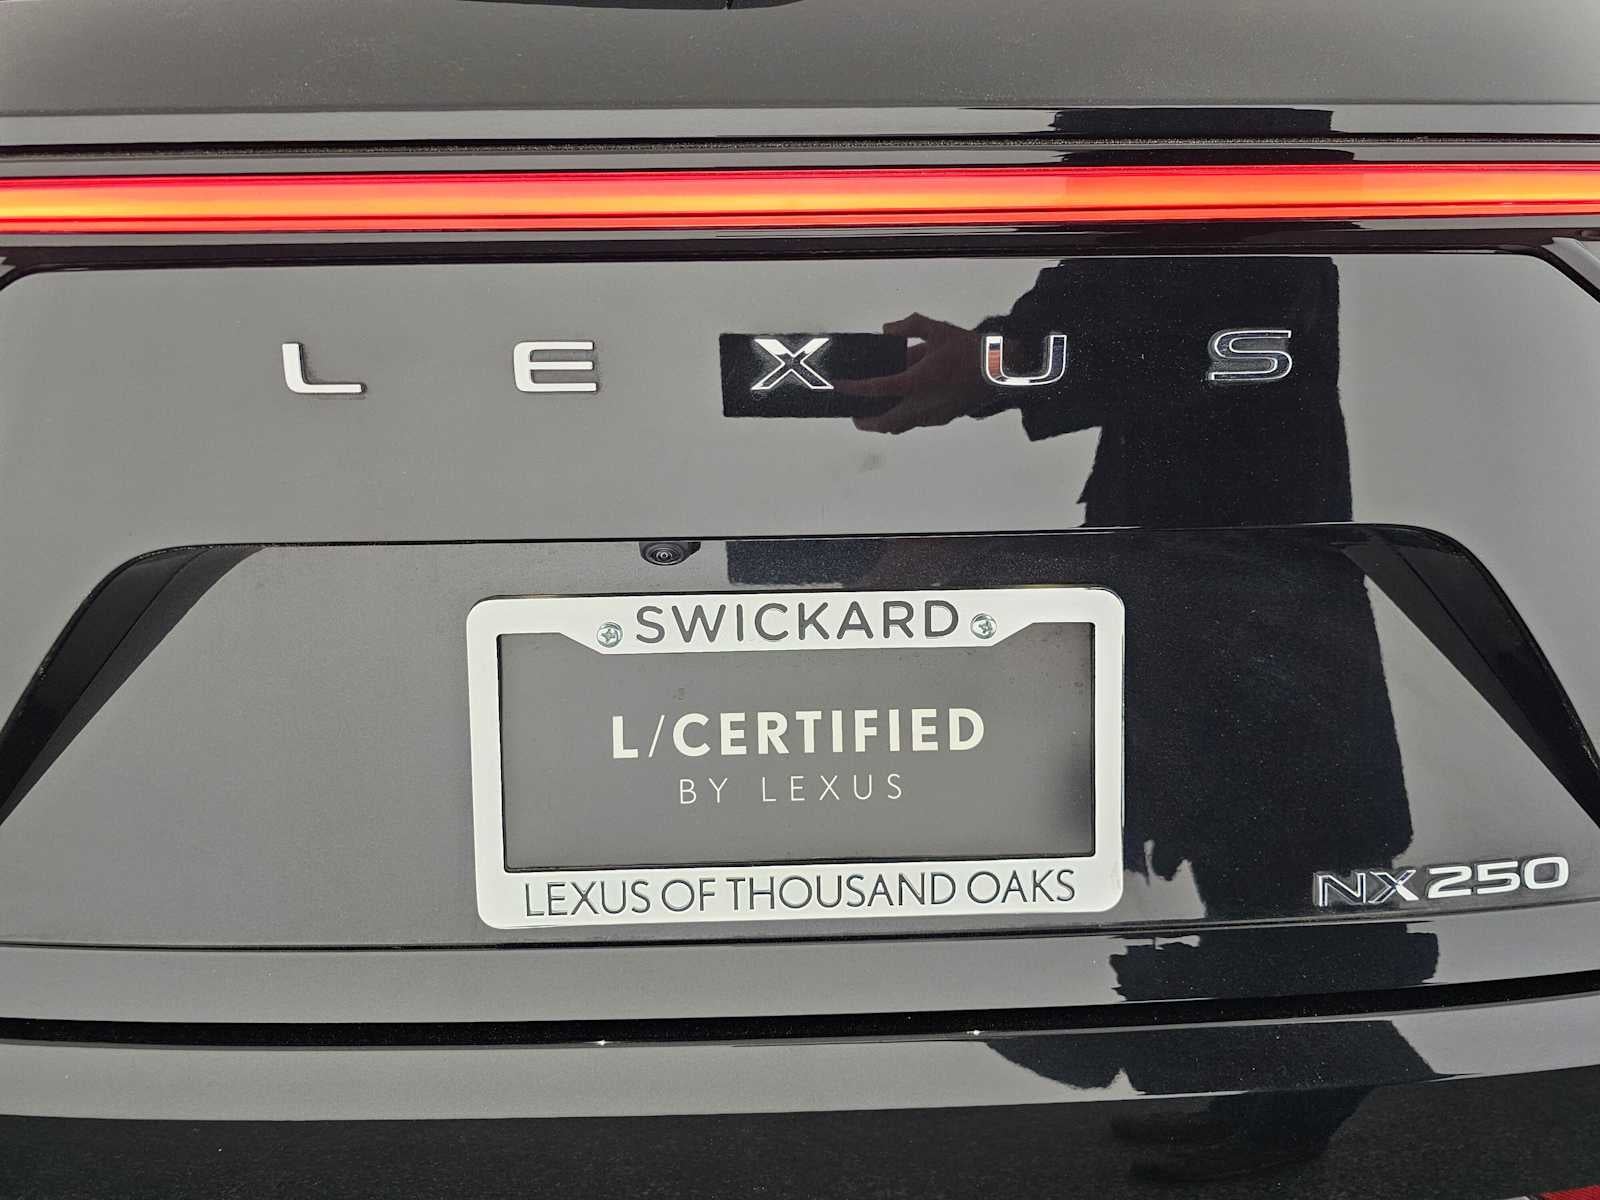 LEXUS
SWICKARD
L/CERTIFIED
BY LEXUS
LEXUS OF THOUSAND OAKS
NX250